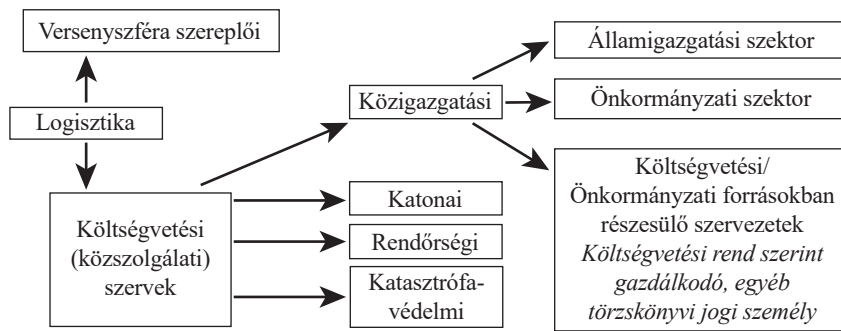 Versenyszféra szereplői
Logisztika
Költségvetési
(közszolgálati)
szervek
Közigazgatási
Katonai
Rendőrségi
Katasztrófa-
védelmi
Államigazgatási szektor
Önkormányzati szektor
Költségvetési/
Önkormányzati forrásokban
részesülő szervezetek
Költségvetési rend szerint
gazdálkodó, egyéb
törzskönyvi jogi személy